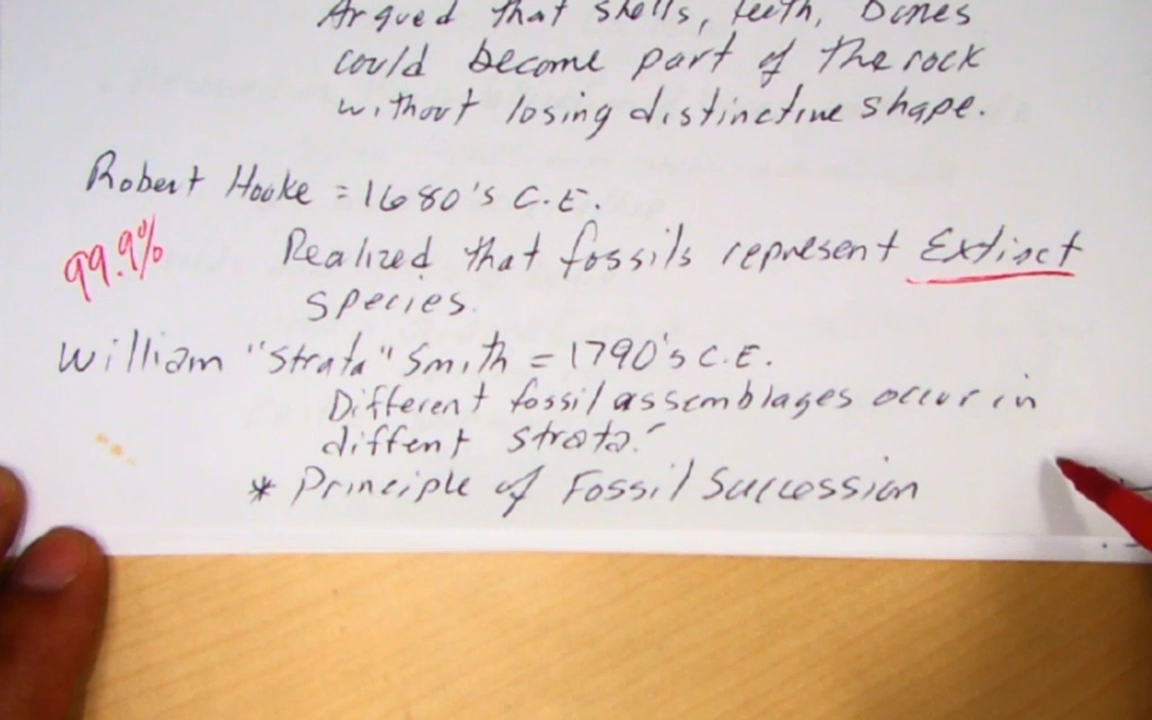 Argued that shells, teeth, Bones
could become part of the rock
without losing distinctive shape.
Robert Hooke = 1680's C.E.
99.9%
Realized that fossils represent Extinct
species.
William "Strata" Smith = 1790's C.E.
Different fossil assemblages occur in
diffent strata.
* Principle of Fossil Succession